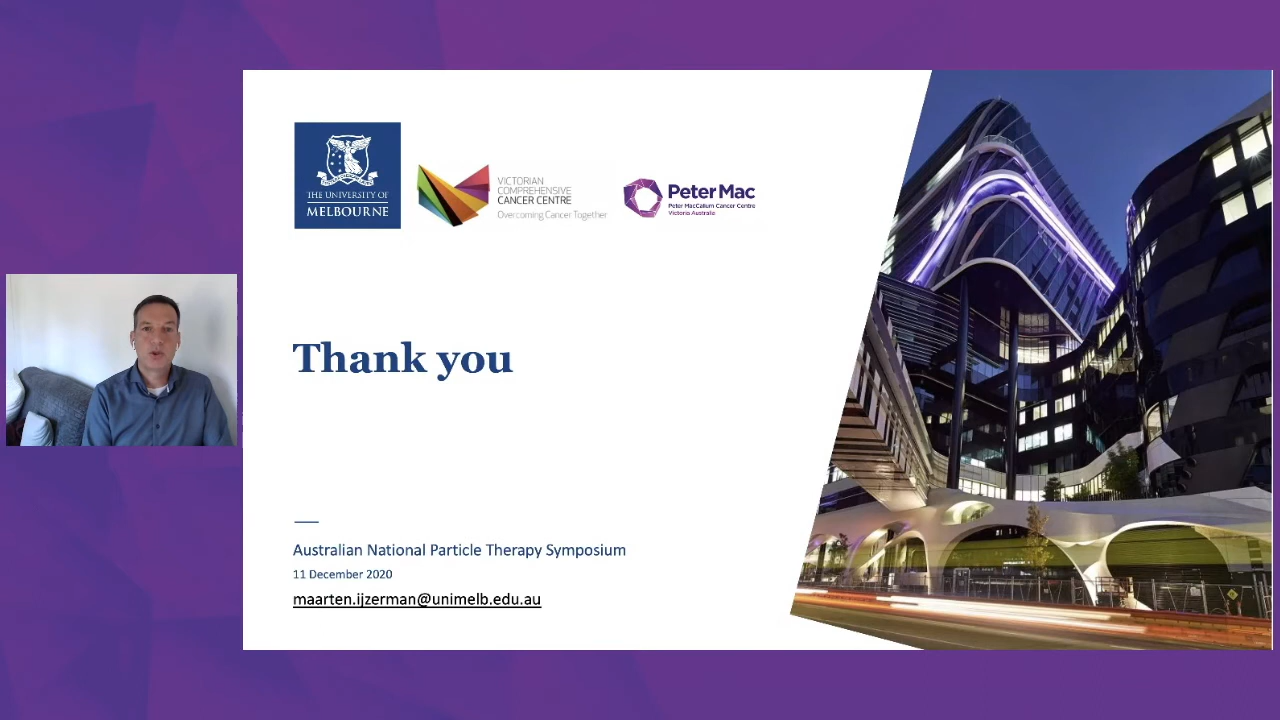 THE UNIVERSITY OF
MELBOURNE
VICTORIAN
COMPREHENSIVE
CANCER CENTRE
Overcoming Cancer Together
Peter Mac
Peter MacCallum Cancer Centre
Victoria Australia
Thank you
Australian National Particle Therapy Symposium
11 December 2020
maarten.ijzerman@unimelb.edu.au